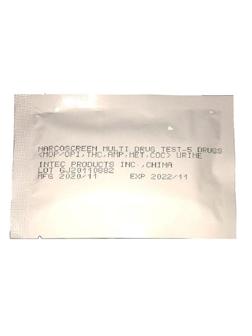 NARCOSCREEN MULTI DRUG TEST-5 DRUGS
<MOP/OPI,THC,AMP,MET,COC> URINE
INTEC PRODUCTS INC.,CHINA
LOT GJ20110882
MFG 2020/11 EXP 2022/11